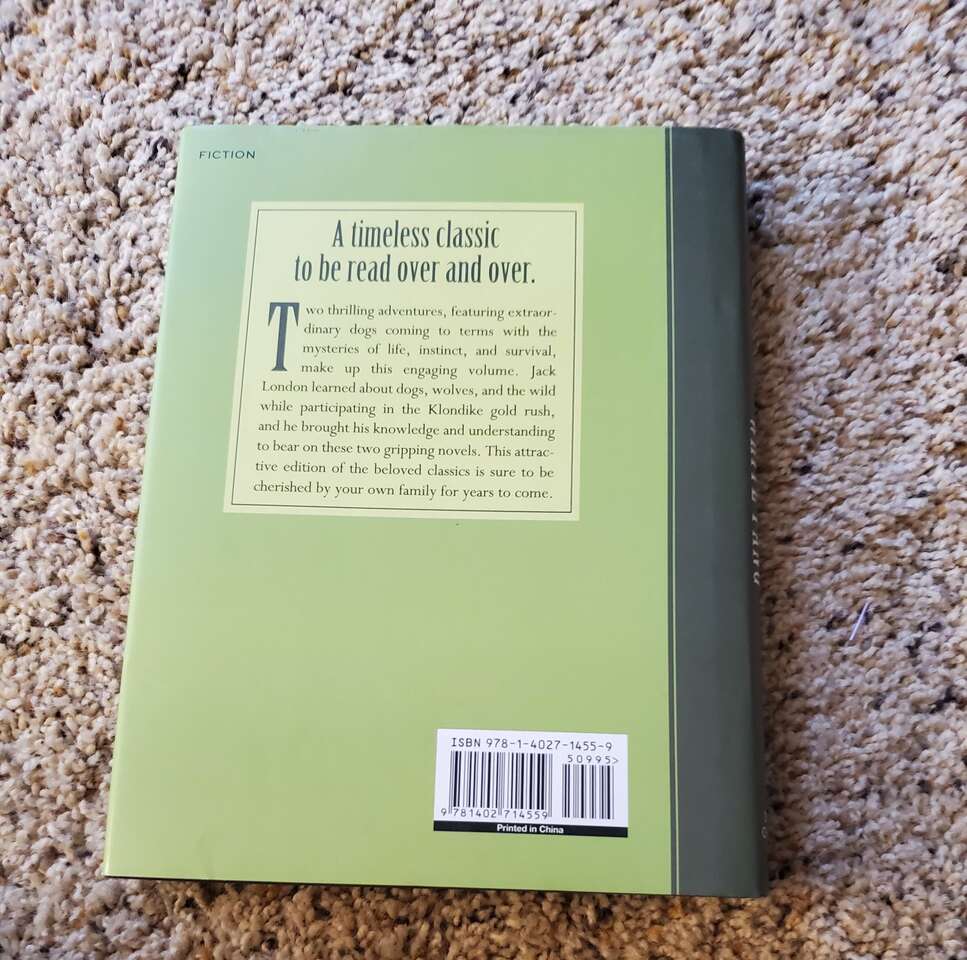 FICTION
A timeless classic
to be read over and over.
Two thrilling adventures, featuring extraor-
dinary dogs coming to terms with the
mysteries of life, instinct, and survival,
make up this engaging volume. Jack
London learned about dogs, wolves, and the wild
while participating in the Klondike gold rush,
and he brought his knowledge and understanding
to bear on these two gripping novels. This attrac-
tive edition of the beloved classics is sure to be
cherished by your own family for years to come.
ISBN 978-1-4027-1455-9
50995>
9 781402 714559
Printed in China